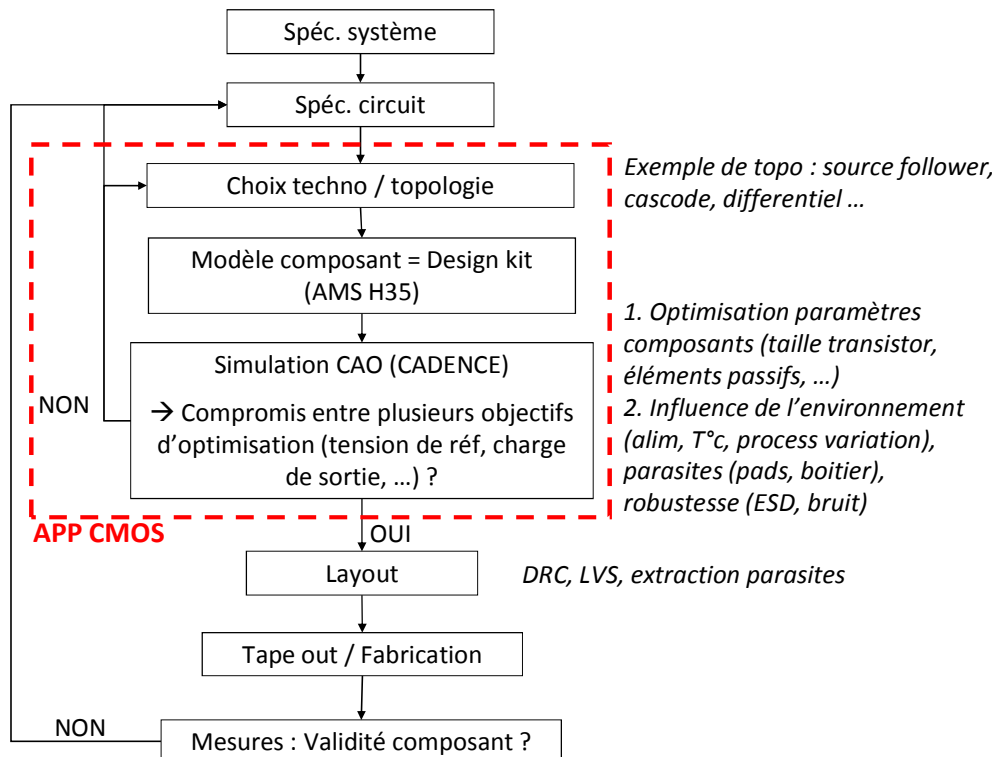 Spéc. système
Spéc. circuit
Choix techno / topologie
Exemple de topo : source follower,
cascode, differentiel …
Modèle composant = Design kit
(AMS H35)
Simulation CAO (CADENCE)
→ Compromis entre plusieurs objectifs
d’optimisation (tension de réf, charge
de sortie, …) ?
NON
1. Optimisation paramètres
composants (taille transistor,
éléments passifs, …)
2. Influence de l’environnement
(alim, T°c, process variation),
parasites (pads, boitier),
robustesse (ESD, bruit)
APP CMOS
OUI
Layout
DRC, LVS, extraction parasites
Tape out / Fabrication
NON
Mesures : Validité composant ?